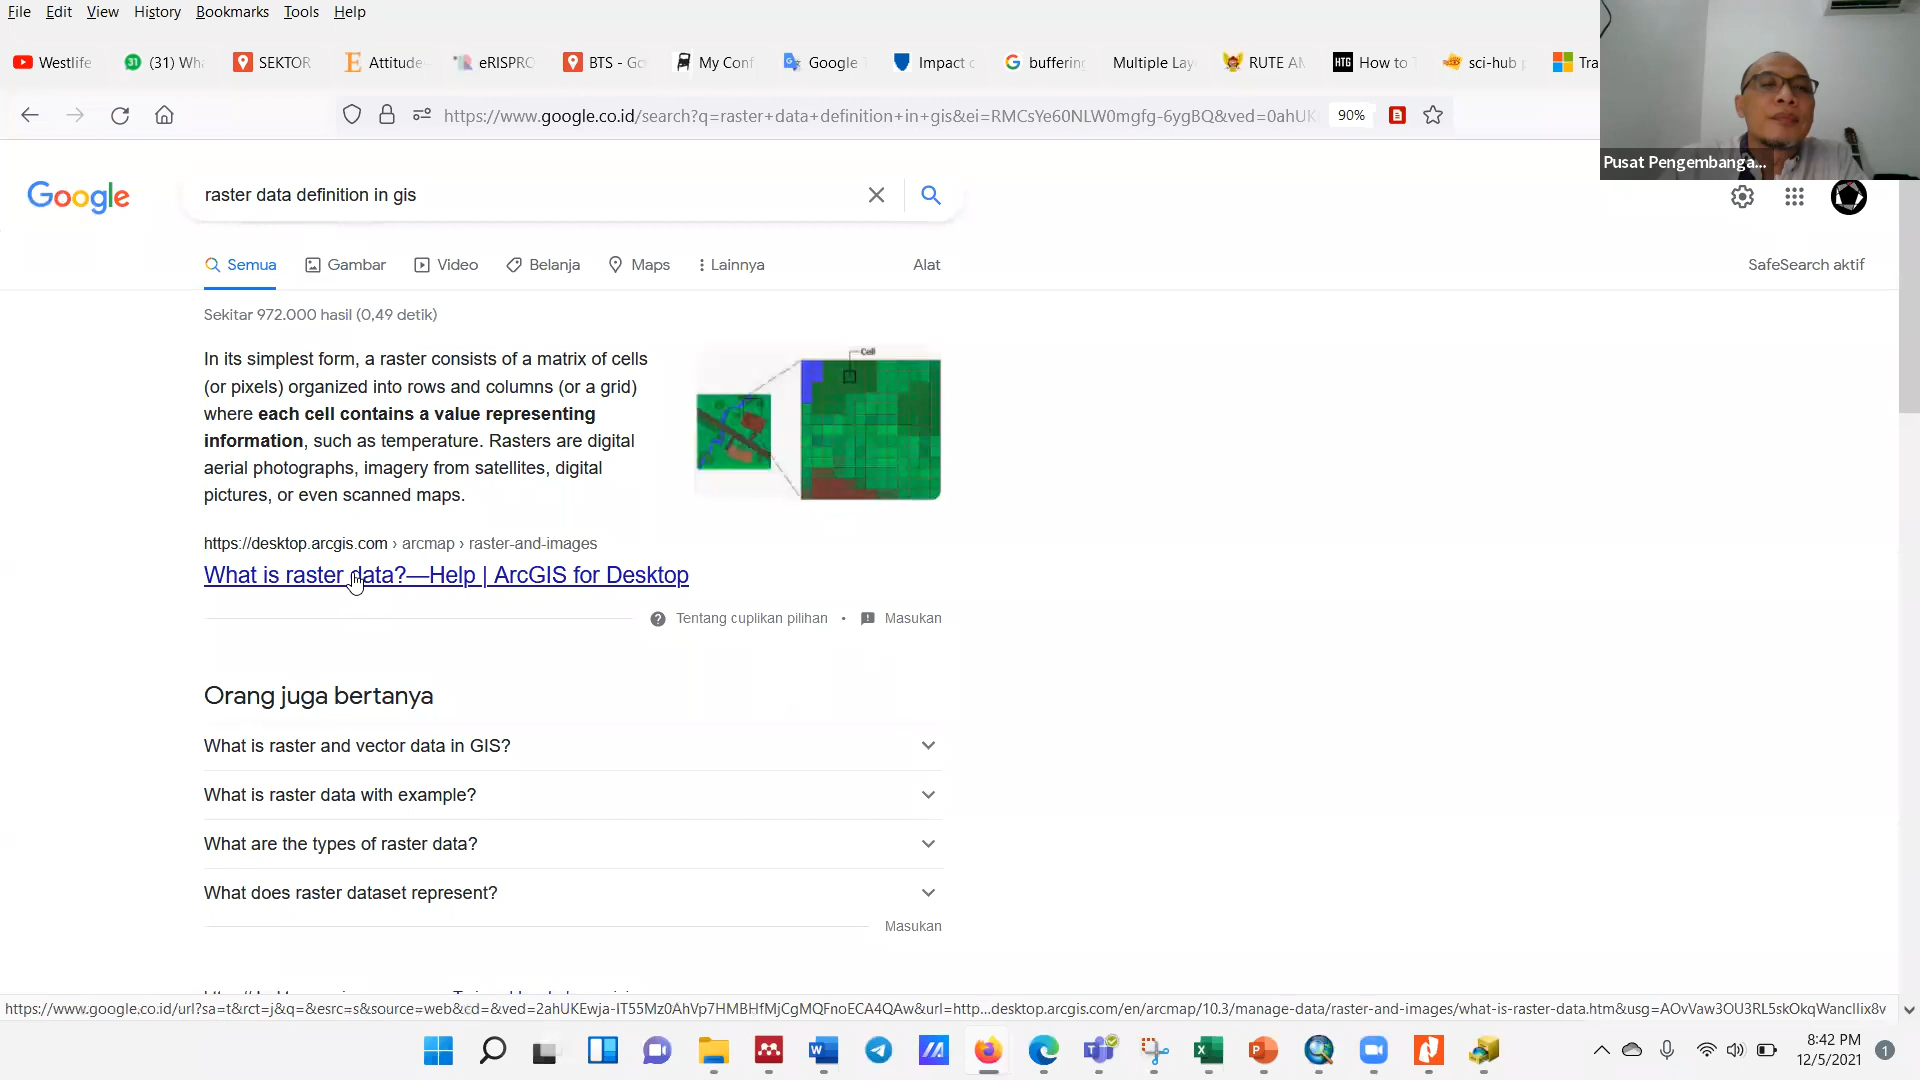 File Edit View History Bookmarks Tools Help
Westlife (31) Wha SEKTOR Attitude- eRISPRO BTS - Go My Conf Google T Impact o buffering Multiple Lay RUTE AN How to T sci-hub p Tra
https://www.google.co.id/search?q=raster+data+definition+in+gis&ei=RMCsYe60NLW0mgfg-6ygBQ&ved=0ahUK 90%
Pusat Pengembanga...
Google raster data definition in gis
Semua Gambar Video Belanja Maps Lainnya Alat SafeSearch aktif
Sekitar 972.000 hasil (0,49 detik)
In its simplest form, a raster consists of a matrix of cells
(or pixels) organized into rows and columns (or a grid)
where each cell contains a value representing
information, such as temperature. Rasters are digital
aerial photographs, imagery from satellites, digital
pictures, or even scanned maps.
Cell
https://desktop.arcgis.com › arcmap › raster-and-images
What is raster data?—Help | ArcGIS for Desktop
Tentang cuplikan pilihan • Masukan
Orang juga bertanya
What is raster and vector data in GIS?
What is raster data with example?
What are the types of raster data?
What does raster dataset represent?
Masukan
https://www.google.co.id/url?sa=t&rct=j&q=&esrc=s&source=web&cd=&ved=2ahUKEwja-IT55Mz0AhVp7HMBHfMjCgMQFnoECA4QAw&url=http...desktop.arcgis.com/en/arcmap/10.3/manage-data/raster-and-images/what-is-raster-data.htm&usg=AOvVaw3OU3RL5skOkqWancIlix8v
8:42 PM
12/5/2021 1